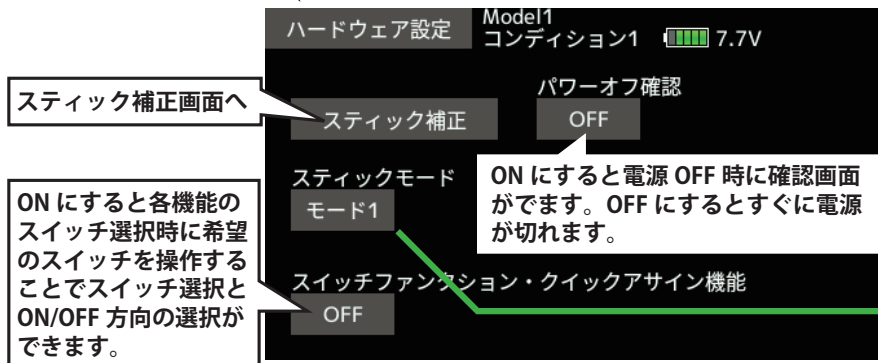 ハードウェア設定
Model1
コンディション1 7.7V
スティック補正画面へ
パワーオフ確認
スティック補正
OFF
スティックモード
モード1
ON にすると電源 OFF 時に確認画面
がでます。OFF にするとすぐに電源
が切れます。
ON にすると各機能の
スイッチ選択時に希望
のスイッチを操作する
ことでスイッチ選択と
ON/OFF 方向の選択が
できます。
スイッチファンクション・クイックアサイン機能
OFF